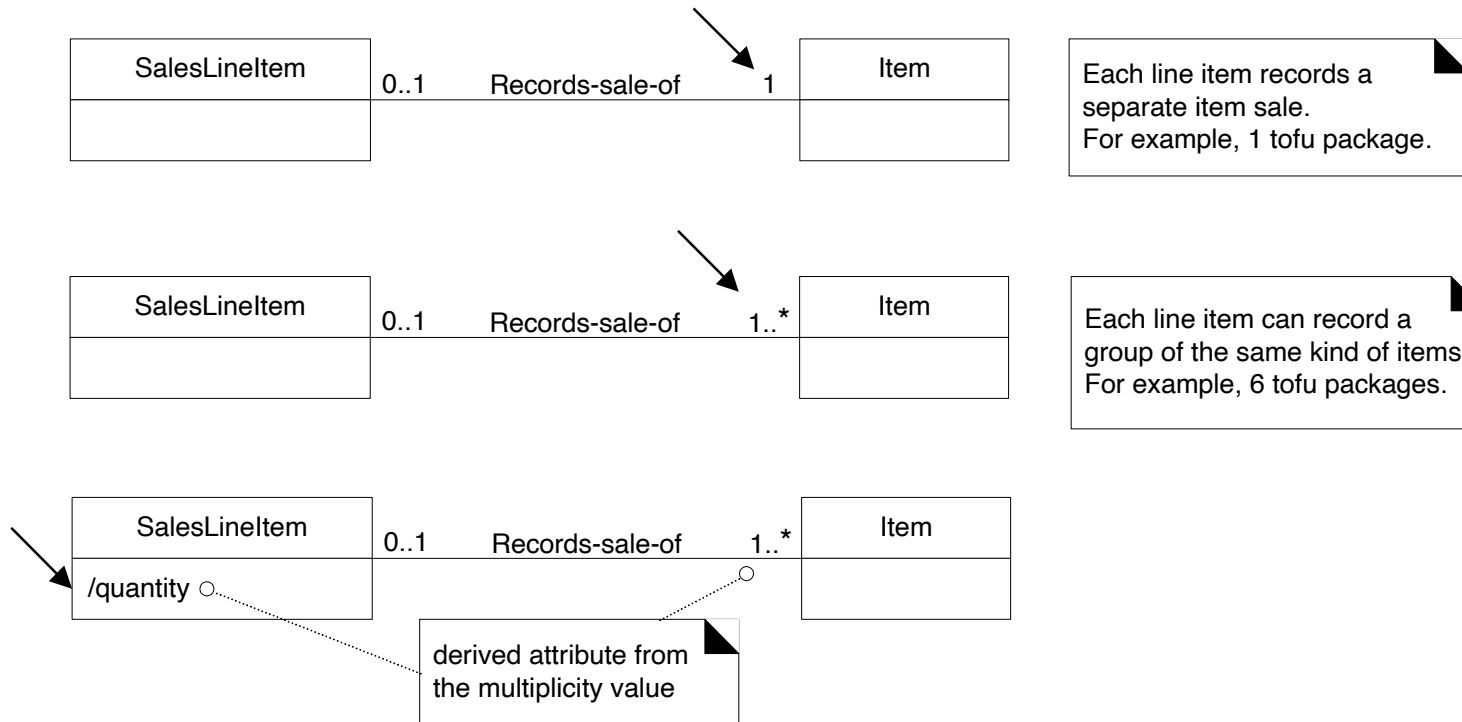 SalesLineItem
0..1 Records-sale-of 1
Item
Each line item records a
separate item sale.
For example, 1 tofu package.
SalesLineItem
0..1 Records-sale-of 1..*
Item
Each line item can record a
group of the same kind of items
For example, 6 tofu packages.
SalesLineItem
0..1 Records-sale-of 1..*
Item
/quantity
derived attribute from
the multiplicity value